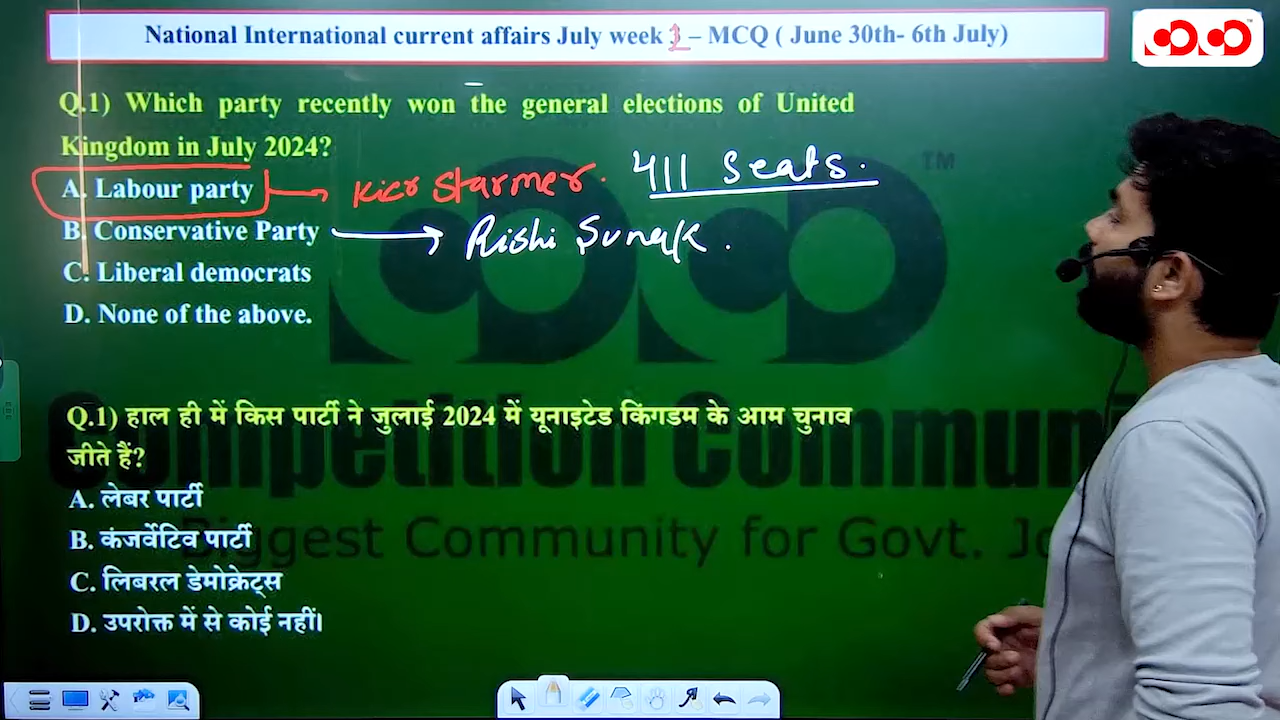 National International current affairs July week 1 – MCQ ( June 30th- 6th July)
Q.1) Which party recently won the general elections of United
Kingdom in July 2024?
A. Labour party → Kier Starmer. 411 Seats.
B. Conservative Party → Rishi Sunak.
C. Liberal democrats
D. None of the above.
Q.1) हाल ही में किस पार्टी ने जुलाई 2024 में यूनाइटेड किंगडम के आम चुनाव
जीते हैं?
A. लेबर पार्टी
B. कंजर्वेटिव पार्टी
C. लिबरल डेमोक्रेट्स
D. उपरोक्त में से कोई नहीं।
TM
Competition Communi
Biggest Community for Govt. Jo